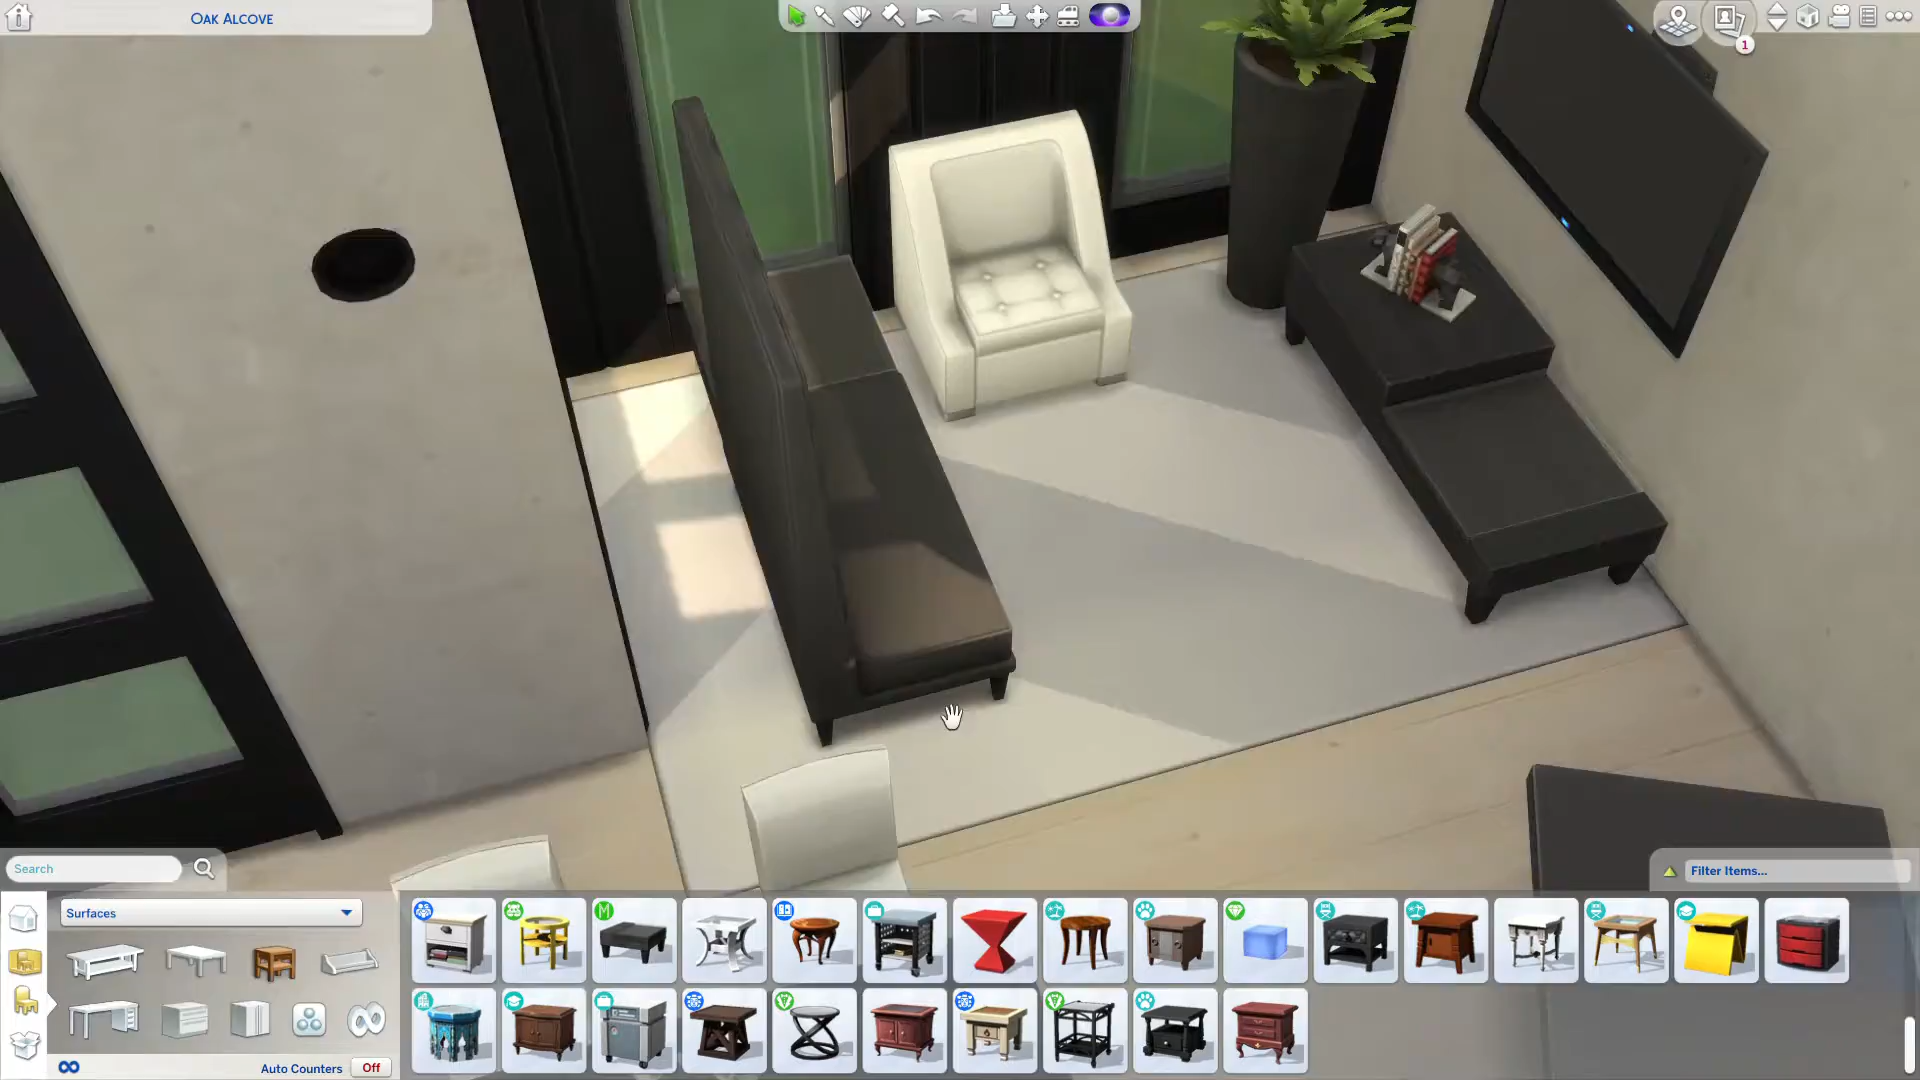 Oak Alcove
1
Search
Filter Items...
Surfaces
Auto Counters
Off